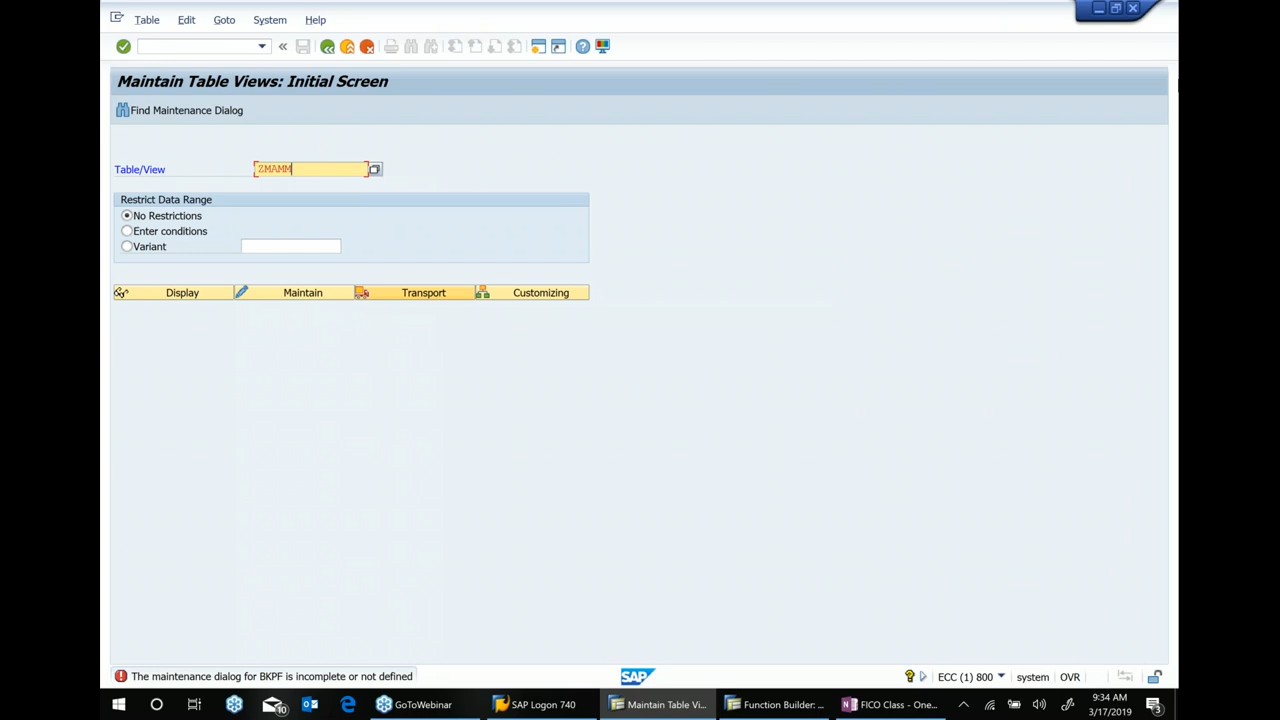 Table Edit Goto System Help
Maintain Table Views: Initial Screen
Find Maintenance Dialog
Table/View ZMAMM
Restrict Data Range
No Restrictions
Enter conditions
Variant
Display Maintain Transport Customizing
The maintenance dialog for BKPF is incomplete or not defined SAP ECC (1) 800 system OVR
GoToWebinar SAP Logon 740 Maintain Table Vi... Function Builder: ... FICO Class - One... 9:34 AM
10 3/17/2019 3